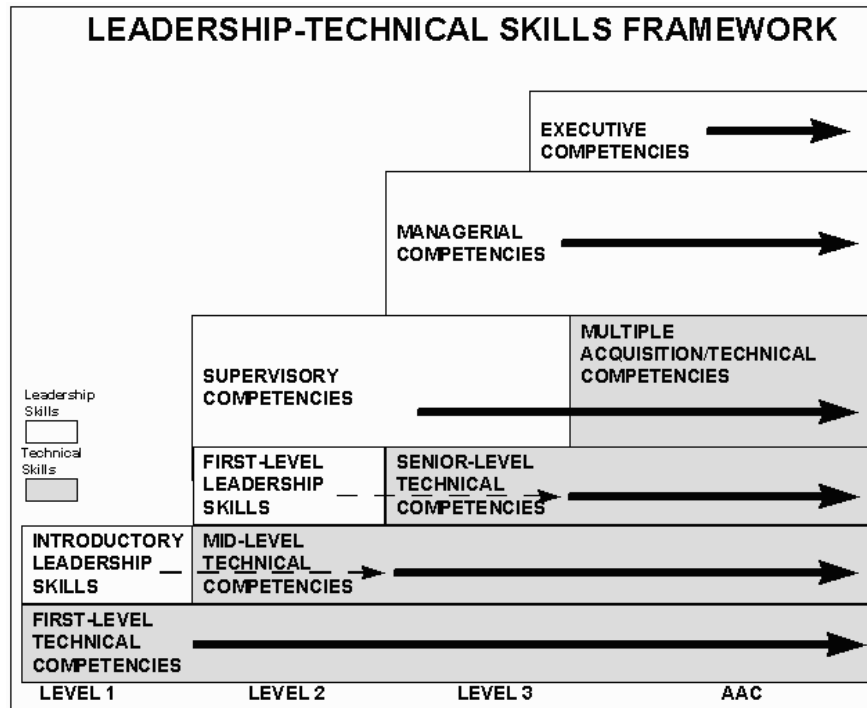 LEADERSHIP-TECHNICAL SKILLS FRAMEWORK
EXECUTIVE
COMPETENCIES
MANAGERIAL
COMPETENCIES
MULTIPLE
ACQUISITION/TECHNICAL
COMPETENCIES
SUPERVISORY
COMPETENCIES
Leadership
Skills
Technical
Skills
FIRST-LEVEL
LEADERSHIP
SKILLS
SENIOR-LEVEL
TECHNICAL
COMPETENCIES
INTRODUCTORY
LEADERSHIP
SKILLS
MID-LEVEL
TECHNICAL
COMPETENCIES
FIRST-LEVEL
TECHNICAL
COMPETENCIES
LEVEL 1 LEVEL 2 LEVEL 3 AAC